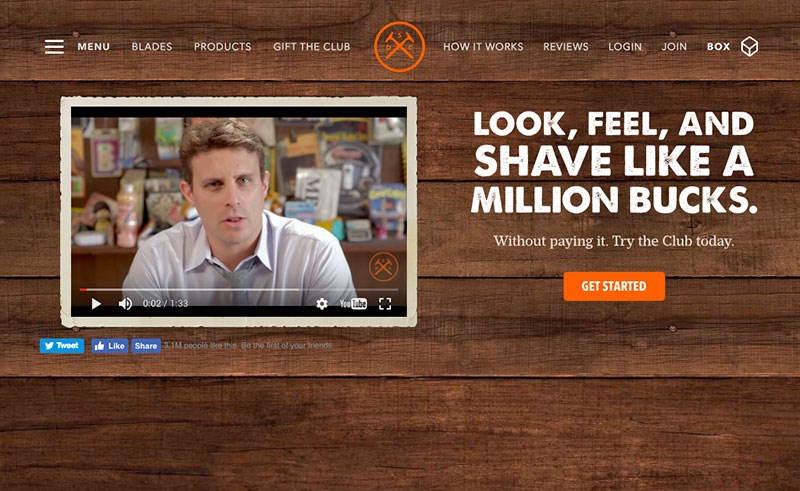 MENU BLADES PRODUCTS GIFT THE CLUB HOW IT WORKS REVIEWS LOGIN JOIN BOX
D S C
LOOK, FEEL, AND
SHAVE LIKE A
MILLION BUCKS.
Without paying it. Try the Club today.
GET STARTED
0:02 / 1:33 YouTube
Tweet Like Share 3.1M people like this. Be the first of your friends.